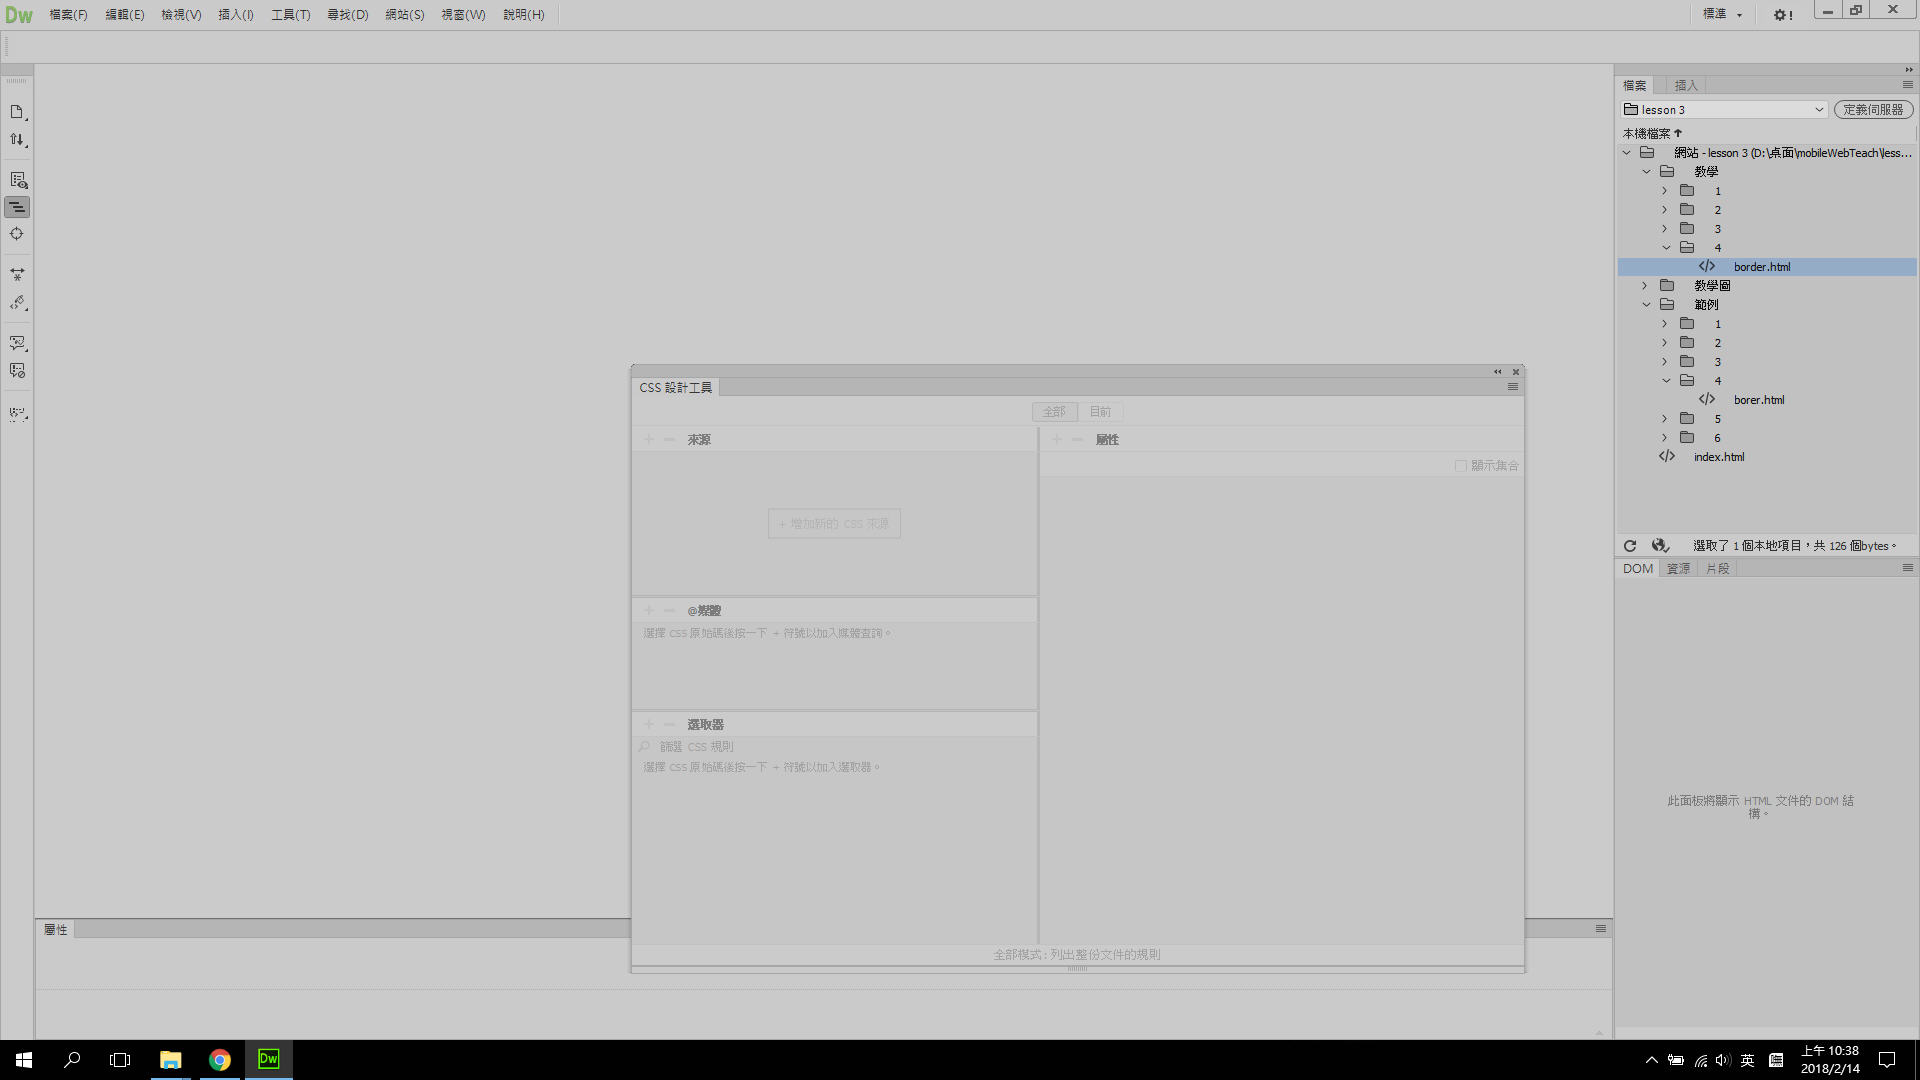 Dw 檔案(F) 編輯(E) 檢視(V) 插入(I) 工具(T) 尋找(D) 網站(S) 視窗(W) 說明(H) 標準
檔案 插入
lesson 3 定義伺服器
本機檔案
網站 - lesson 3 (D:\桌面\mobileWebTeach\less...
教學
1
2
3
4
border.html
教學圖
範例
1
2
3
4
borer.html
5
6
index.html
選取了 1 個本地項目，共 126 個bytes。
DOM 資源 片段
此面板將顯示 HTML 文件的 DOM 結
構。
CSS 設計工具
全部 目前
來源
+ 增加新的 CSS 來源
@媒體
選擇 CSS 原始碼後按一下 + 符號以加入媒體查詢。
選取器
篩選 CSS 規則
選擇 CSS 原始碼後按一下 + 符號以加入選取器。
屬性
顯示集合
全部模式 : 列出整份文件的規則
屬性
Dw
英
上午 10:38
2018/2/14